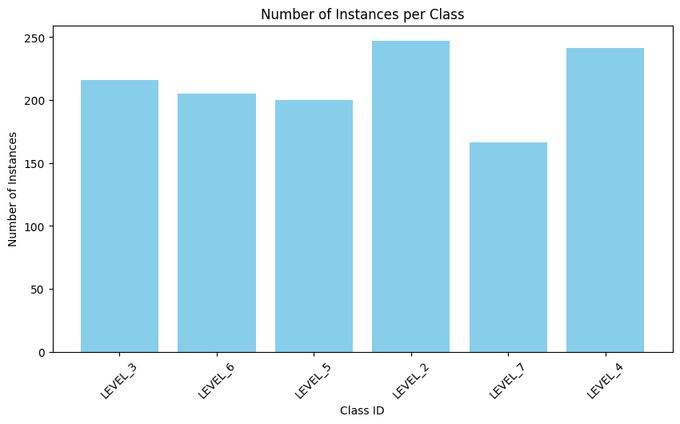 Number of Instances per Class
Number of Instances
250
200
150
100
50
0
LEVEL_3 LEVEL_6 LEVEL_5 LEVEL_2 LEVEL_7 LEVEL_4
Class ID